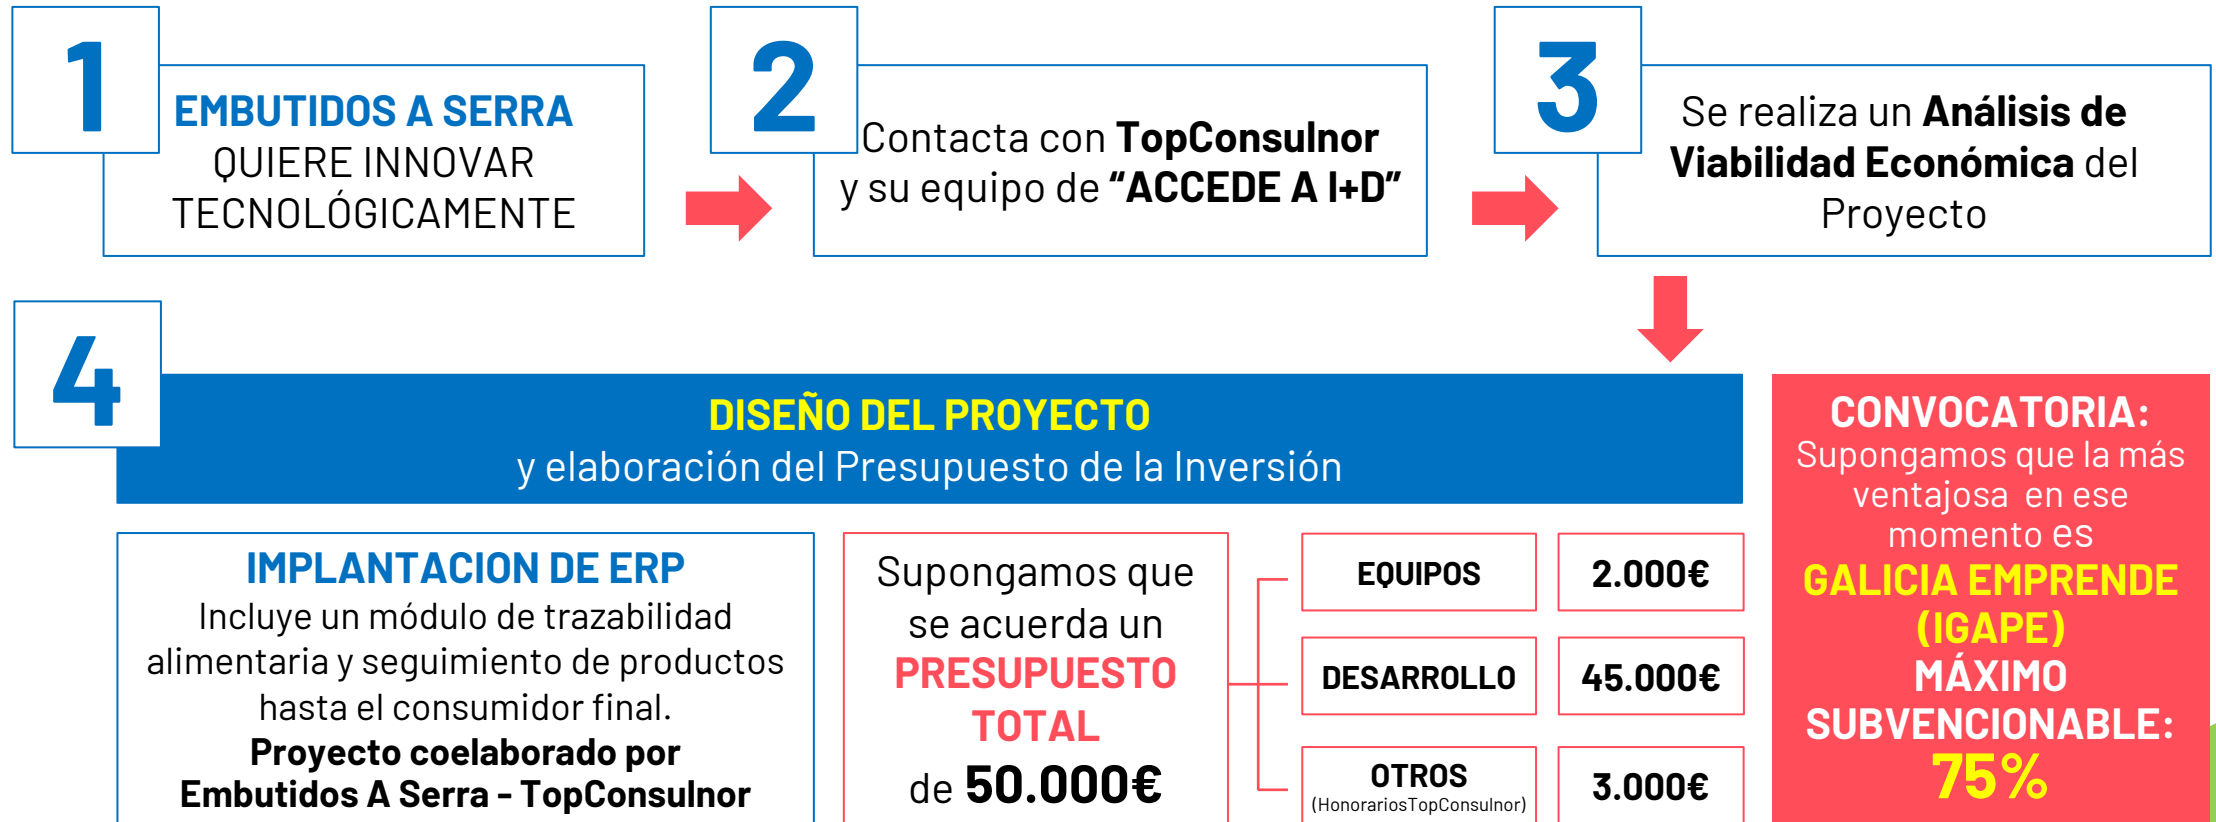 1
EMBUTIDOS A SERRA
QUIERE INNOVAR
TECNOLÓGICAMENTE
2
Contacta con TopConsulnor
y su equipo de “ACCEDE A I+D”
3
Se realiza un Análisis de
Viabilidad Económica del
Proyecto
4
DISEÑO DEL PROYECTO
y elaboración del Presupuesto de la Inversión
IMPLANTACION DE ERP
Incluye un módulo de trazabilidad
alimentaria y seguimiento de productos
hasta el consumidor final.
Proyecto coelaborado por
Embutidos A Serra - TopConsulnor
Supongamos que
se acuerda un
PRESUPUESTO
TOTAL
de 50.000€
EQUIPOS
2.000€
DESARROLLO
45.000€
OTROS
(HonorariosTopConsulnor)
3.000€
CONVOCATORIA:
Supongamos que la más
ventajosa en ese
momento es
GALICIA EMPRENDE
(IGAPE)
MÁXIMO
SUBVENCIONABLE:
75%